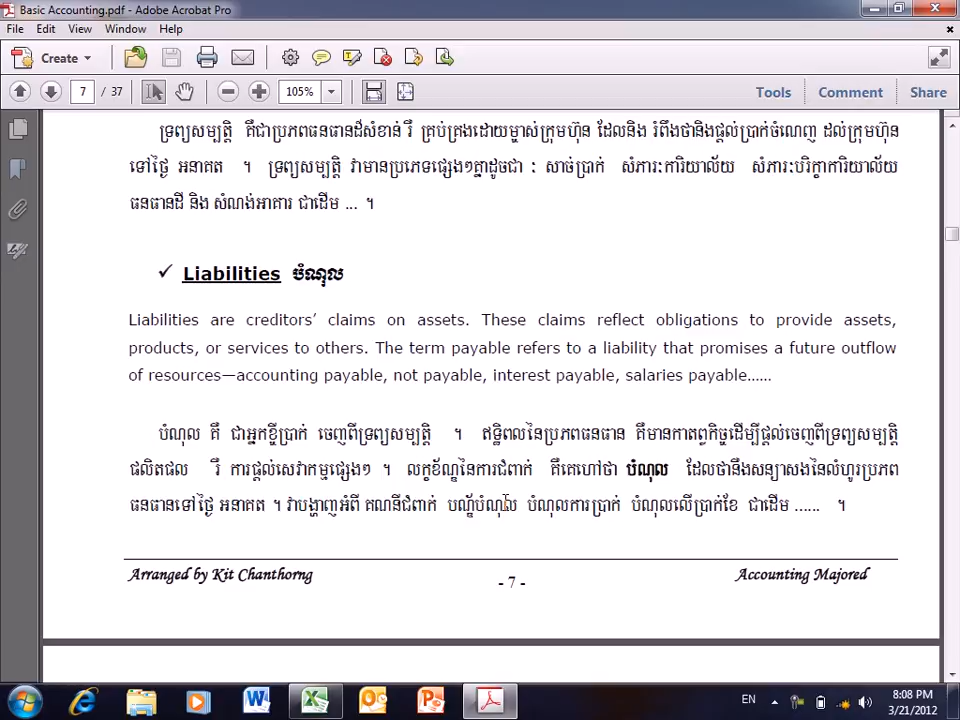 Basic Accounting.pdf - Adobe Acrobat Pro
File Edit View Window Help
Create
7 / 37 105% Tools Comment Share
ទ្រព្យសម្បត្តិ គឺជាប្រភពធនធានដ៏សំខាន់ រឺ គ្រប់គ្រងដោយម្ចាស់ក្រុមហ៊ុន ដែលនិង រំពឹងថានិងផ្តល់ប្រាក់ចំណេញ ដល់ក្រុមហ៊ុន
ទៅថ្ងៃ អនាគត ។ ទ្រព្យសម្បត្តិ វាមានប្រភេទផ្សេងៗគ្នាដូចជា ៖ សាច់ប្រាក់ សំភារៈការិយាល័យ សំភារៈបរិក្ខាការិយាល័យ
ធនធានដី និង សំណង់អាគារ ជាដើម ... ។
✓ Liabilities បំណុល
Liabilities are creditors’ claims on assets. These claims reflect obligations to provide assets,
products, or services to others. The term payable refers to a liability that promises a future outflow
of resources—accounting payable, not payable, interest payable, salaries payable......
បំណុល គឺ ជាអ្នកខ្ចីប្រាក់ ចេញពីទ្រព្យសម្បត្តិ ។ ឥទ្ធិពលនៃប្រភពធនធាន គឺមានកាតព្វកិច្ចដើម្បីផ្តល់ចេញពីទ្រព្យសម្បត្តិ
ផលិតផល រឺ ការផ្តល់សេវាកម្មផ្សេងៗ ។ លក្ខខ័ណ្ឌនៃការជំពាក់ គឺគេហៅថា បំណុល ដែលថានឹងសន្យាសងនៃលំហូរប្រភព
ធនធានទៅថ្ងៃ អនាគត ។ វាបង្ហាញអំពី គណនីជំពាក់ បណ្ណ័បំណុល បំណុលការប្រាក់ បំណុលលើប្រាក់ខែ ជាដើម ...... ។
Arranged by Kit Chanthorng - 7 - Accounting Majored
EN 8:08 PM
3/21/2012